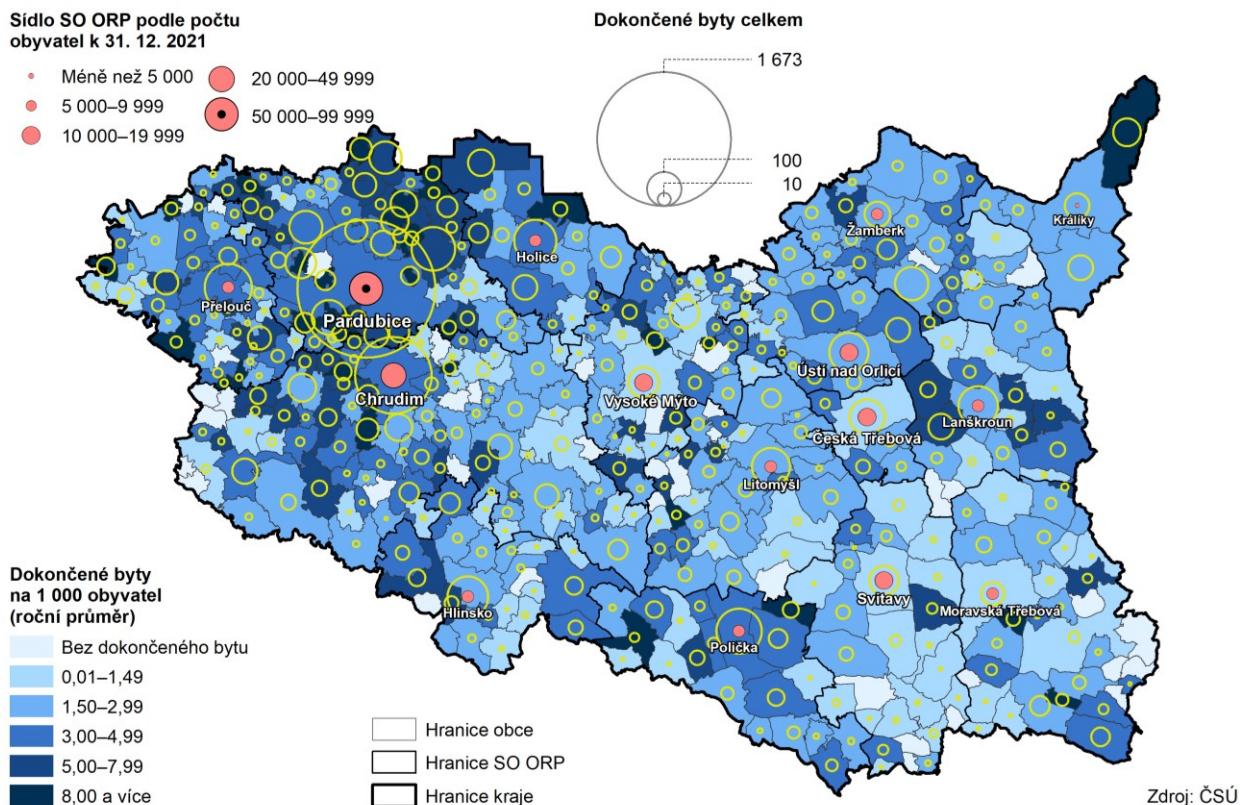 Sídlo SO ORP podle počtu
obyvatel k 31. 12. 2021
Méně než 5 000
5 000–9 999
10 000–19 999
20 000–49 999
50 000–99 999
Dokončené byty celkem
1 673
100
10
Králíky
Žamberk
Holice
Přelouč
Pardubice
Ústí nad Orlicí
Chrudim
Vysoké Mýto
Lanškroun
Česká Třebová
Litomyšl
Svitavy
Moravská Třebová
Hlinsko
Polička
Dokončené byty
na 1 000 obyvatel
(roční průměr)
Bez dokončeného bytu
0,01–1,49
1,50–2,99
3,00–4,99
5,00–7,99
8,00 a více
Hranice obce
Hranice SO ORP
Hranice kraje
Zdroj: ČSÚ